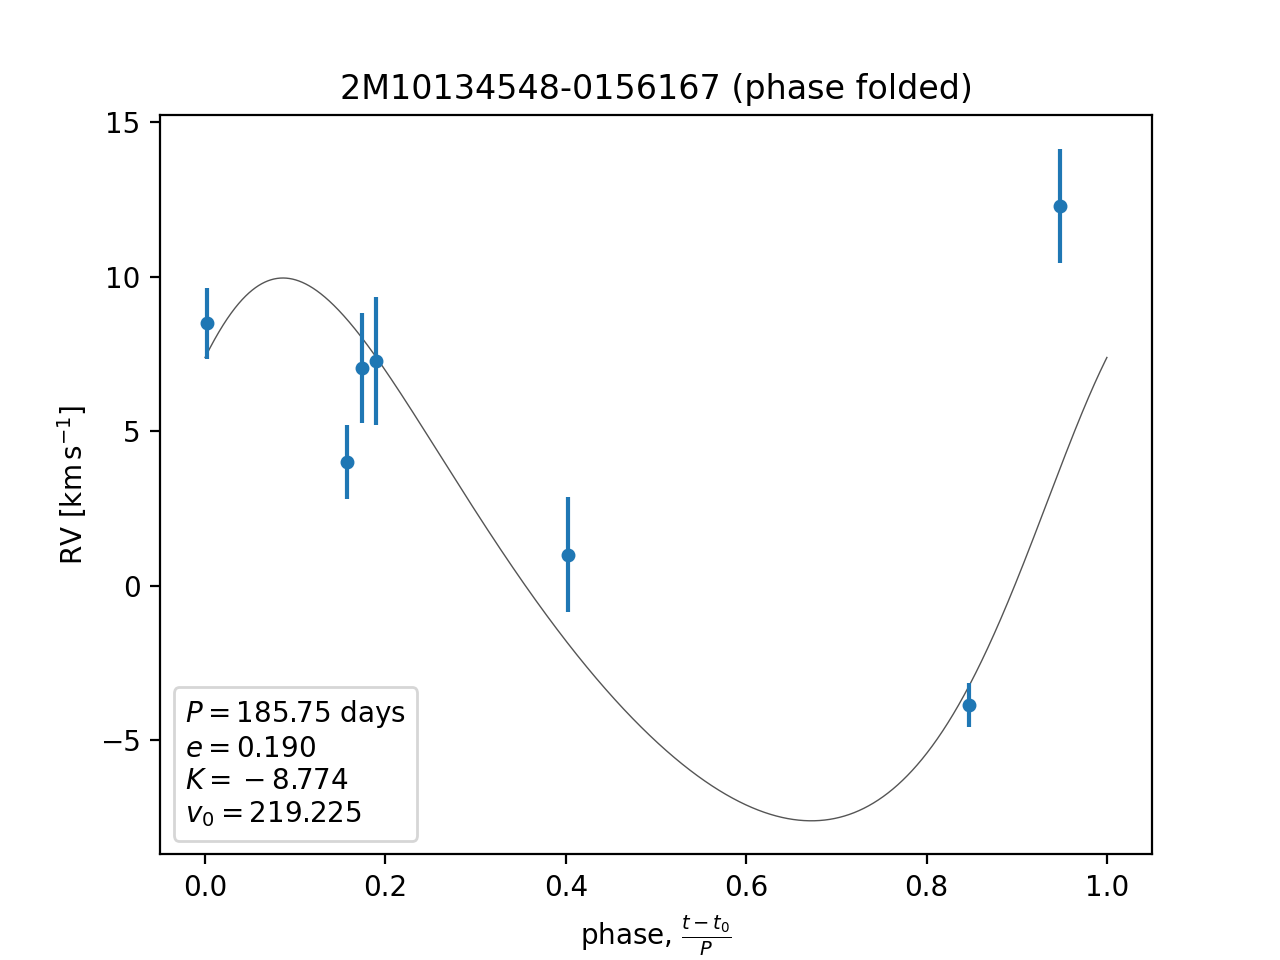 2M10134548-0156167 (phase folded)
15
10
5
0
−5
RV [km s⁻¹]
P = 185.75 days
e = 0.190
K = −8.774
v₀ = 219.225
0.0 0.2 0.4 0.6 0.8 1.0
phase, (t − t₀)/P